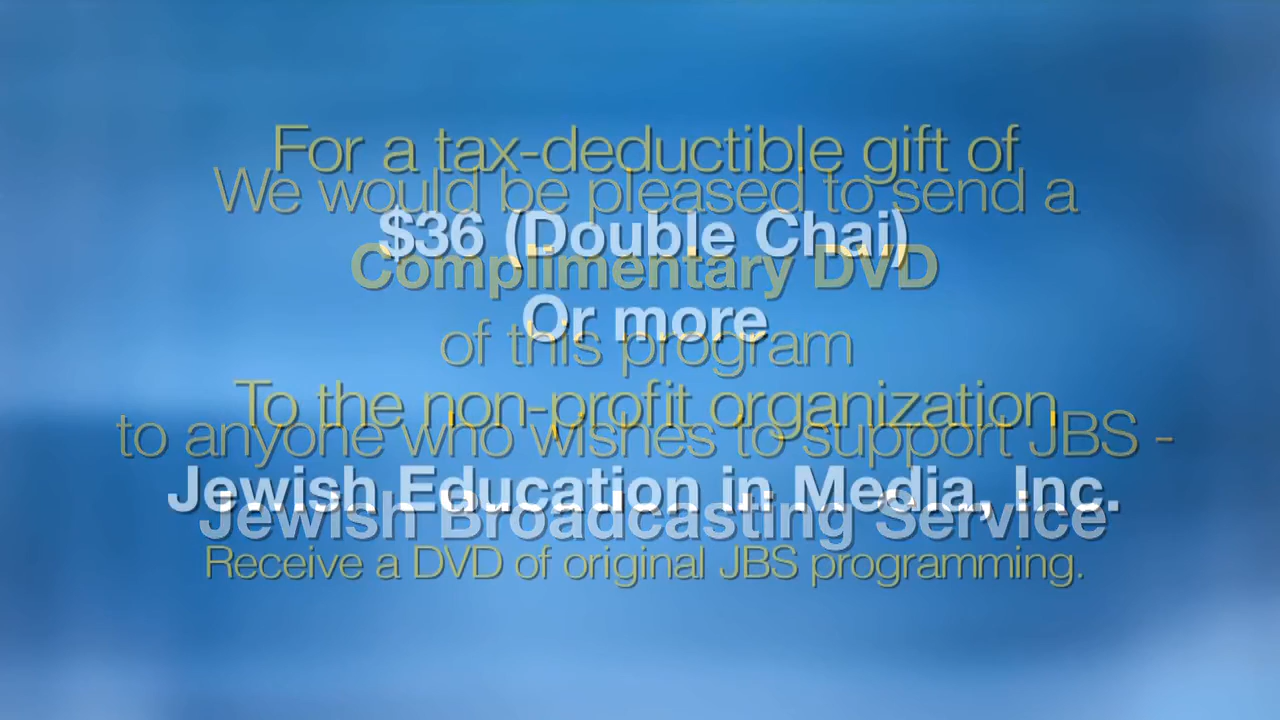 For a tax-deductible gift of
We would be pleased to send a
$36 (Double Chai)
Complimentary DVD
Or more
of this program
To the non-profit organization
to anyone who wishes to support JBS -
Jewish Education in Media, Inc.
Jewish Broadcasting Service
Receive a DVD of original JBS programming.